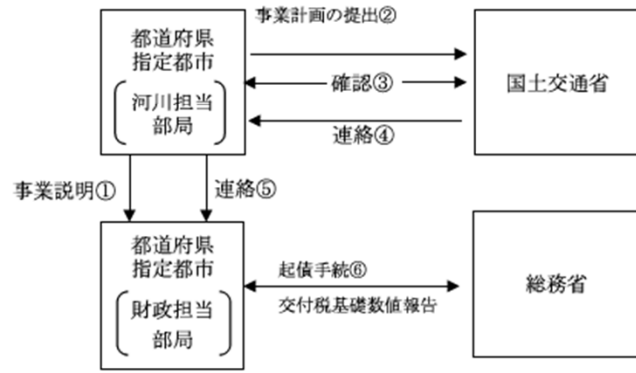 事業計画の提出②
都道府県
指定都市
河川担当
部局
確認③
国土交通省
連絡④
事業説明①
連絡⑤
都道府県
指定都市
財政担当
部局
起債手続⑥
交付税基礎数値報告
総務省